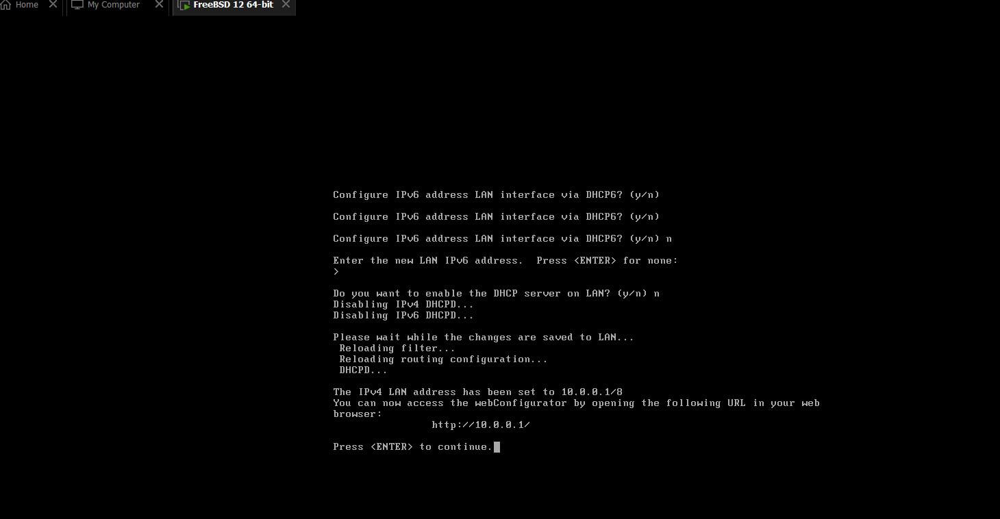 Home
My Computer
FreeBSD 12 64-bit
Configure IPv6 address LAN interface via DHCP6? (y/n)
Configure IPv6 address LAN interface via DHCP6? (y/n)
Configure IPv6 address LAN interface via DHCP6? (y/n) n
Enter the new LAN IPv6 address.  Press <ENTER> for none:
>
Do you want to enable the DHCP server on LAN? (y/n) n
Disabling IPv4 DHCPD...
Disabling IPv6 DHCPD...
Please wait while the changes are saved to LAN...
Reloading filter...
Reloading routing configuration...
DHCPD...
The IPv4 LAN address has been set to 10.0.0.1/8
You can now access the webConfigurator by opening the following URL in your web
browser:
http://10.0.0.1/
Press <ENTER> to continue.